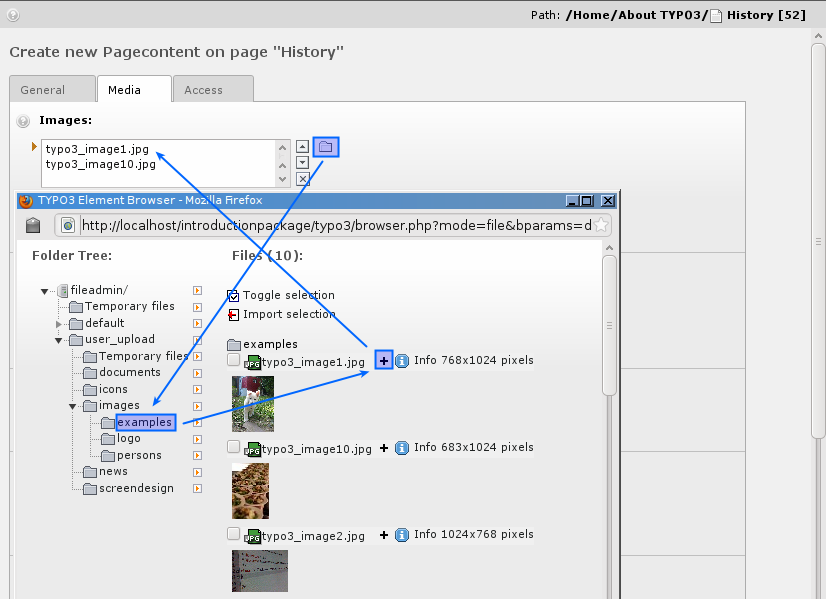 Path: /Home/About TYPO3/ History [52]
Create new Pagecontent on page "History"
General Media Access
Images:
typo3_image1.jpg
typo3_image10.jpg
TYPO3 Element Browser - Mozilla Firefox
http://localhost/introductionpackage/typo3/browser.php?mode=file&bparams=d
Folder Tree:
Files (10):
fileadmin/
Temporary files
default
user_upload
Temporary files
documents
icons
images
examples
logo
persons
news
screendesign
Toggle selection
Import selection
examples
JPG typo3_image1.jpg Info 768x1024 pixels
JPG typo3_image10.jpg Info 683x1024 pixels
JPG typo3_image2.jpg Info 1024x768 pixels